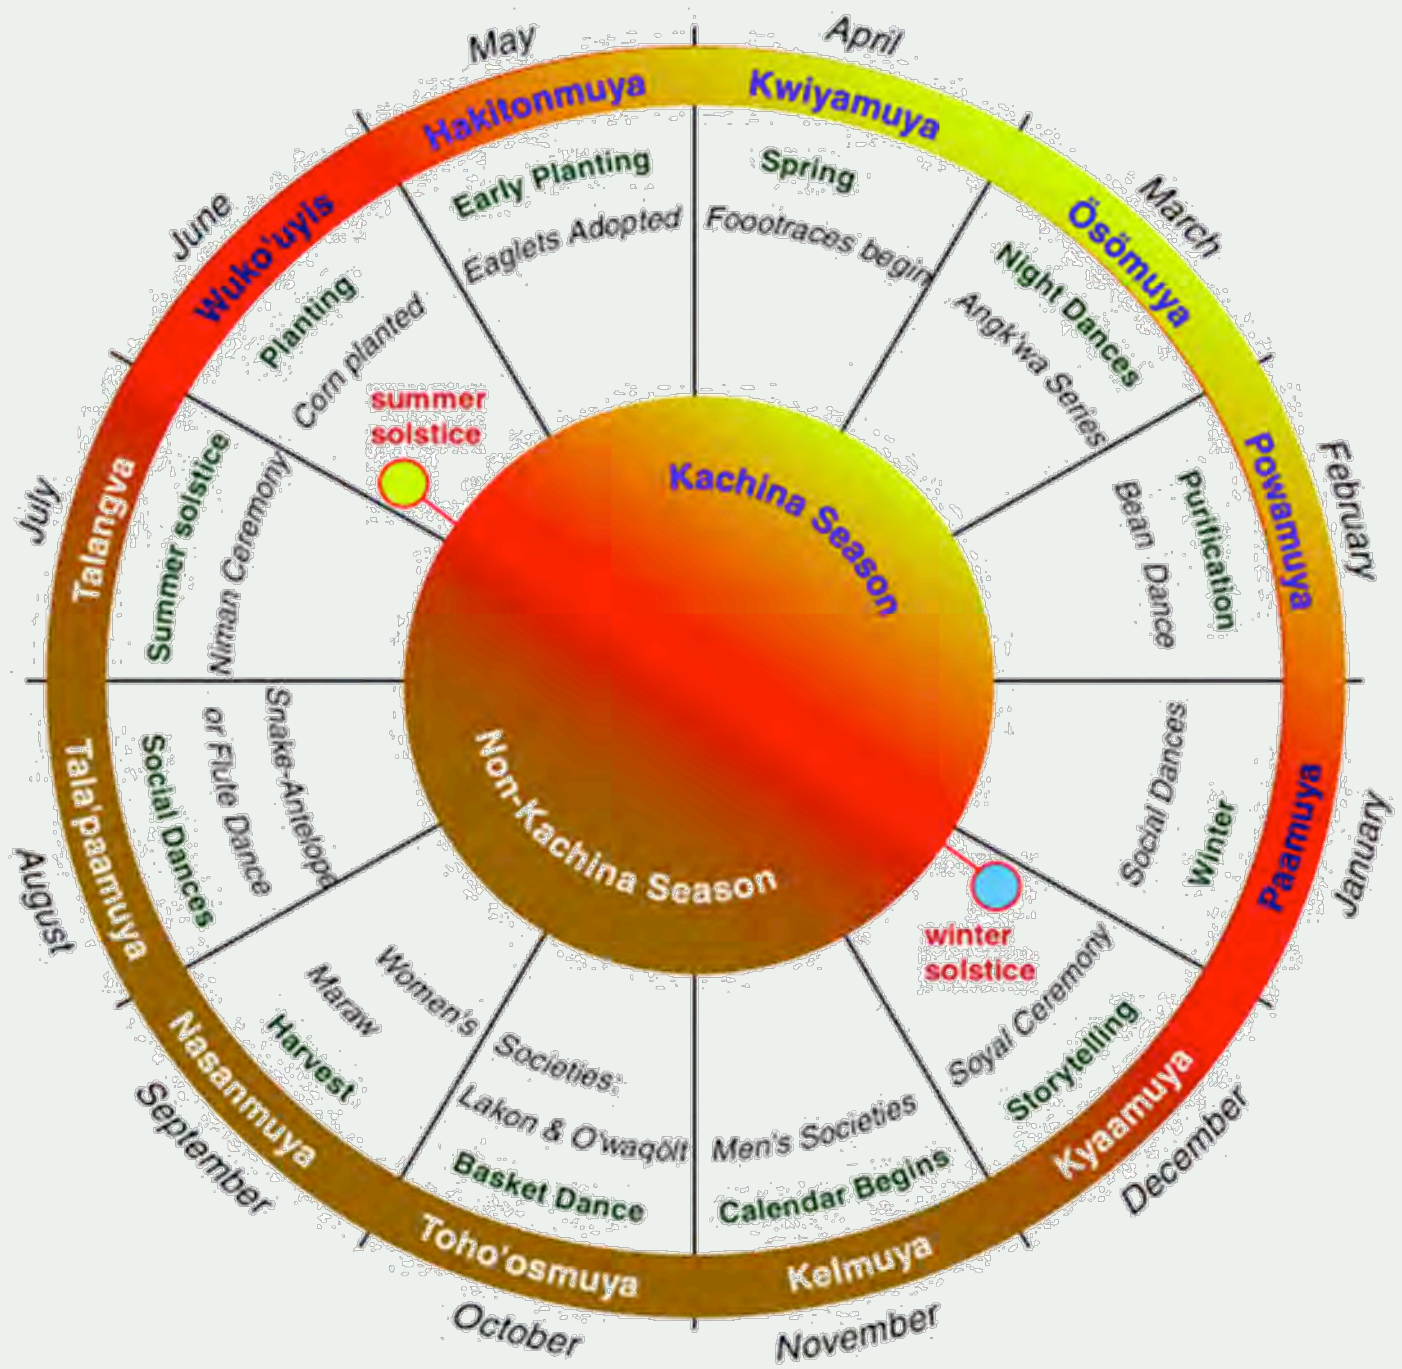 May
April
March
February
January
December
November
October
September
August
July
June
Hakitonmuya
Kwiyamuya
Ösömuya
Powamuya
Paamuya
Kyaamuya
Kelmuya
Toho'osmuya
Nasanmuya
Tala'paamuya
Talangva
Wuko'uyis
Early Planting
Eaglets Adopted
Spring
Foootraces begin
Night Dances
Angk'wa Series
Purification
Bean Dance
Winter
Social Dances
Storytelling
Soyal Ceremony
Calendar Begins
Men's Societies
Basket Dance
Lakon & O'waqölt
Societies:
Women's
Maraw
Harvest
Social Dances
Snake-Antelope
or Flute Dance
Summer solstice
Niman Ceremony
Planting
Corn planted
summer
solstice
Kachina Season
Non-Kachina Season
winter
solstice